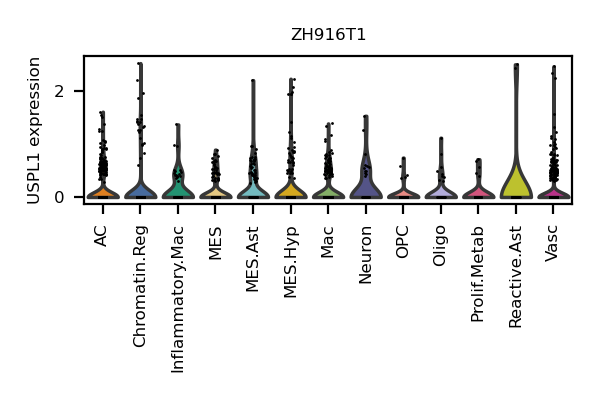 ZH916T1
USPL1 expression
2
0
AC
Chromatin.Reg
Inflammatory.Mac
MES
MES.Ast
MES.Hyp
Mac
Neuron
OPC
Oligo
Prolif.Metab
Reactive.Ast
Vasc